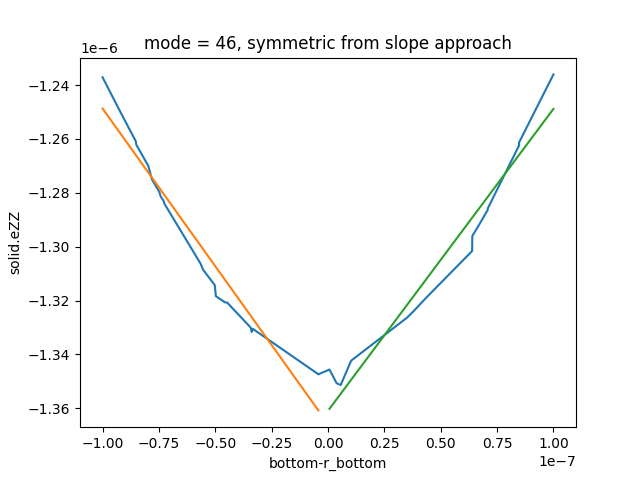 mode = 46, symmetric from slope approach
1e−6
−1.24
−1.26
−1.28
−1.30
−1.32
−1.34
−1.36
solid.eZZ
−1.00 −0.75 −0.50 −0.25 0.00 0.25 0.50 0.75 1.00
bottom-r_bottom
1e−7